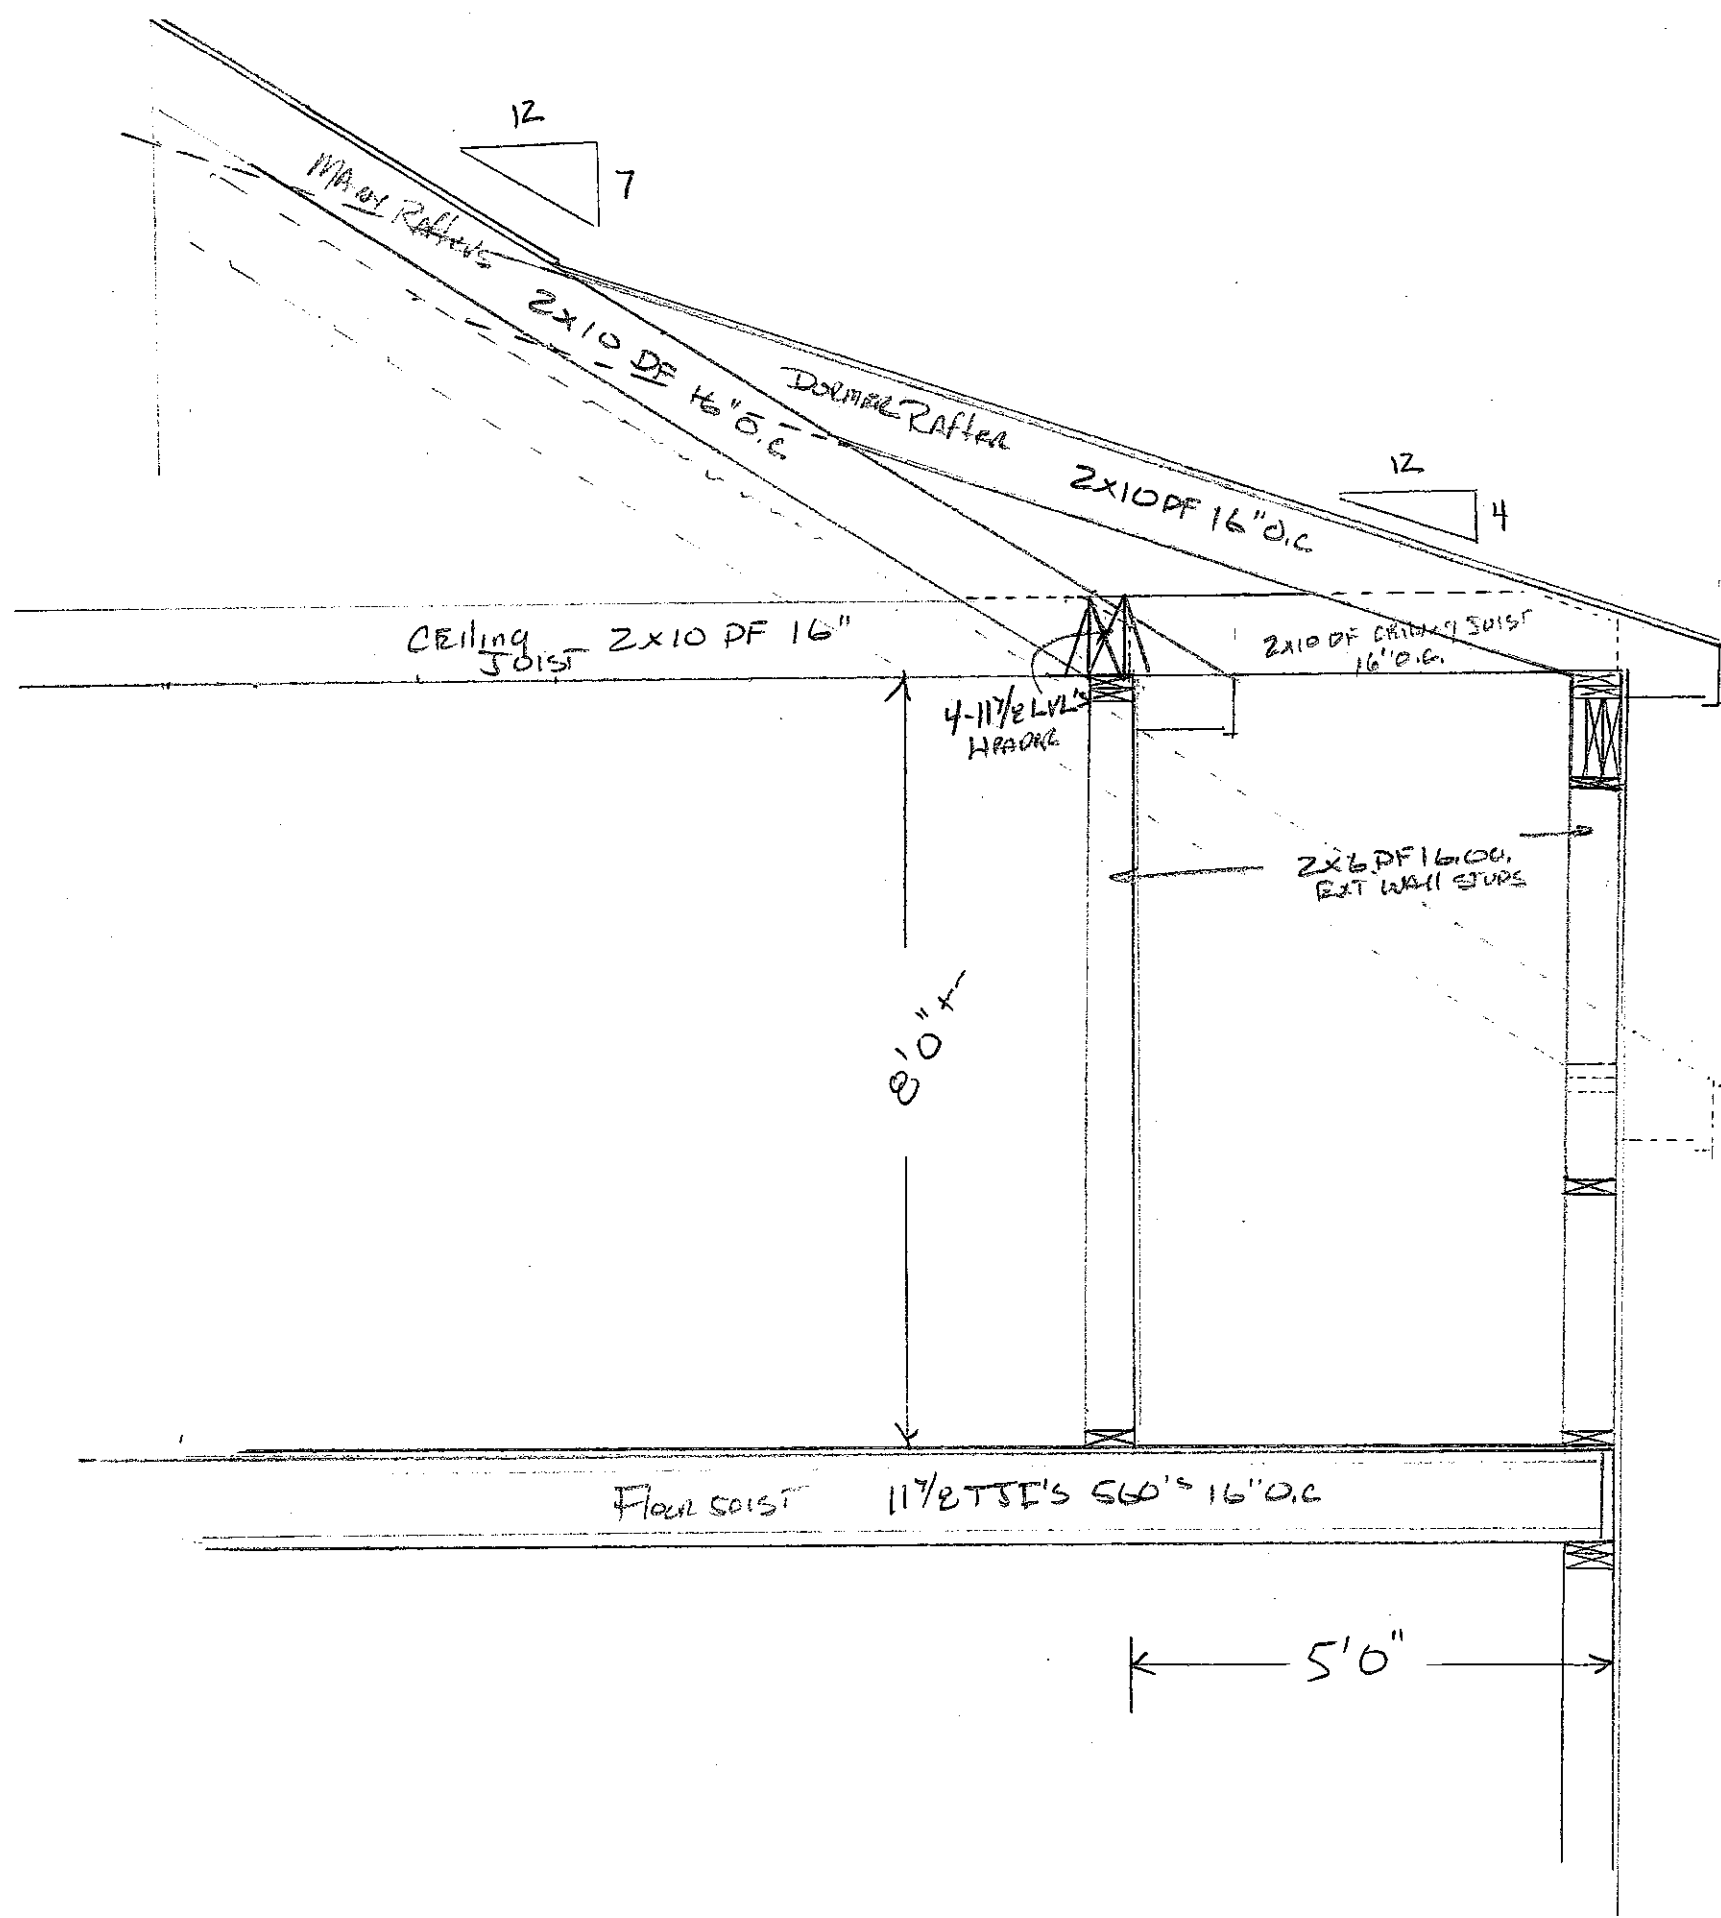 12
7
MAIN Rafters 2x10 DF 16" O.C.
DORMER RAfter 2x10 DF 16" O.C
12
4
CEiling
JOIST 2x10 DF 16"
2x10 DF CEILING JOIST
16" O.C.
4-11 7/8 LVL's
HEADER
2x6 DF 16. OC.
EXT WAll STUDS
8'0" +-
Floor JOIST 11 7/8 TJI'S 560's 16" O.C
5'0"